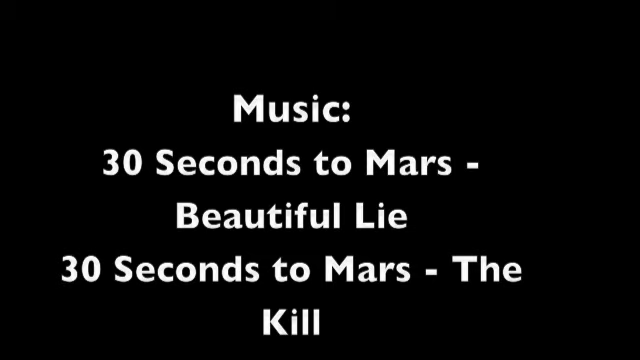 Music:
30 Seconds to Mars -
Beautiful Lie
30 Seconds to Mars - The
Kill